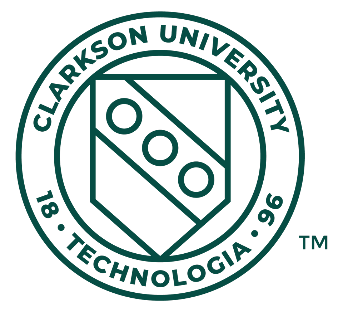 CLARKSON UNIVERSITY
18 • TECHNOLOGIA • 96
TM